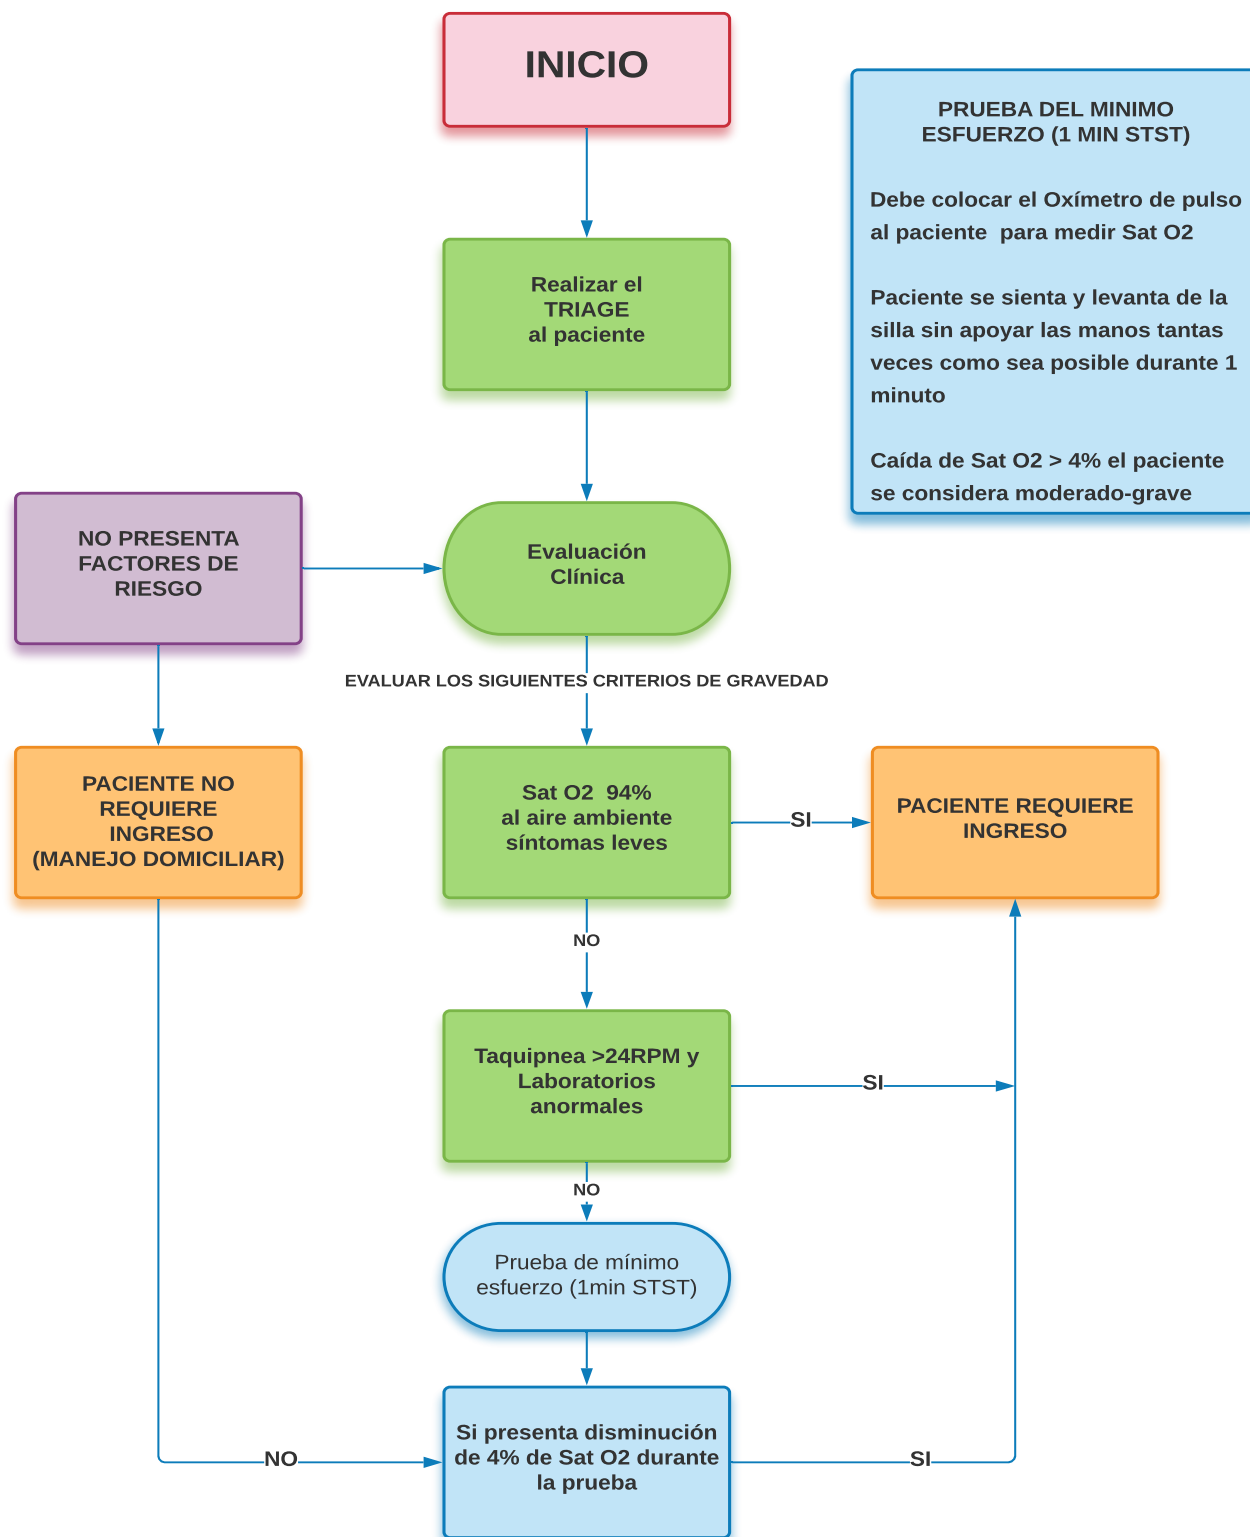 INICIO
PRUEBA DEL MINIMO
ESFUERZO (1 MIN STST)
Debe colocar el Oxímetro de pulso
al paciente  para medir Sat O2
Paciente se sienta y levanta de la
silla sin apoyar las manos tantas
veces como sea posible durante 1
minuto
Caída de Sat O2 > 4% el paciente
se considera moderado-grave
Realizar el
TRIAGE
al paciente
NO PRESENTA
FACTORES DE
RIESGO
Evaluación
Clínica
EVALUAR LOS SIGUIENTES CRITERIOS DE GRAVEDAD
PACIENTE NO
REQUIERE
INGRESO
(MANEJO DOMICILIAR)
Sat O2  94%
al aire ambiente
síntomas leves
SI
PACIENTE REQUIERE
INGRESO
NO
Taquipnea >24RPM y
Laboratorios
anormales
SI
NO
Prueba de mínimo
esfuerzo (1min STST)
NO
Si presenta disminución
de 4% de Sat O2 durante
la prueba
SI